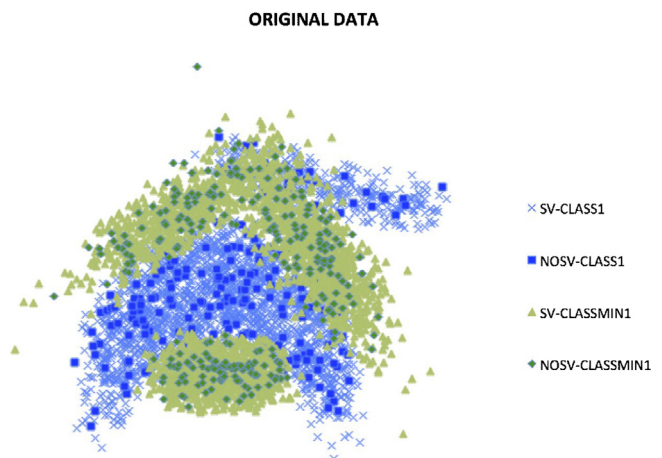 ORIGINAL DATA
SV-CLASS1
NOSV-CLASS1
SV-CLASSMIN1
NOSV-CLASSMIN1